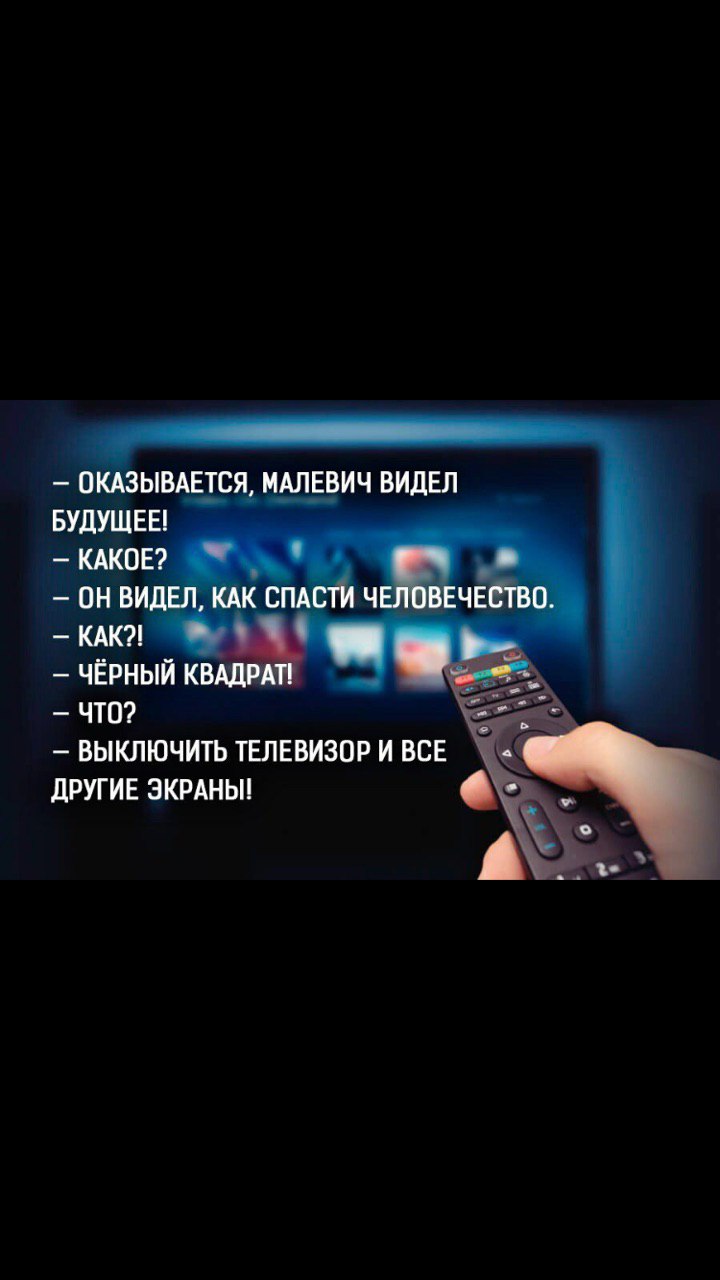 – ОКАЗЫВАЕТСЯ, МАЛЕВИЧ ВИДЕЛ
БУДУЩЕЕ!
– КАКОЕ?
– ОН ВИДЕЛ, КАК СПАСТИ ЧЕЛОВЕЧЕСТВО.
– КАК?!
– ЧЁРНЫЙ КВАДРАТ!
– ЧТО?
– ВЫКЛЮЧИТЬ ТЕЛЕВИЗОР И ВСЕ
ДРУГИЕ ЭКРАНЫ!